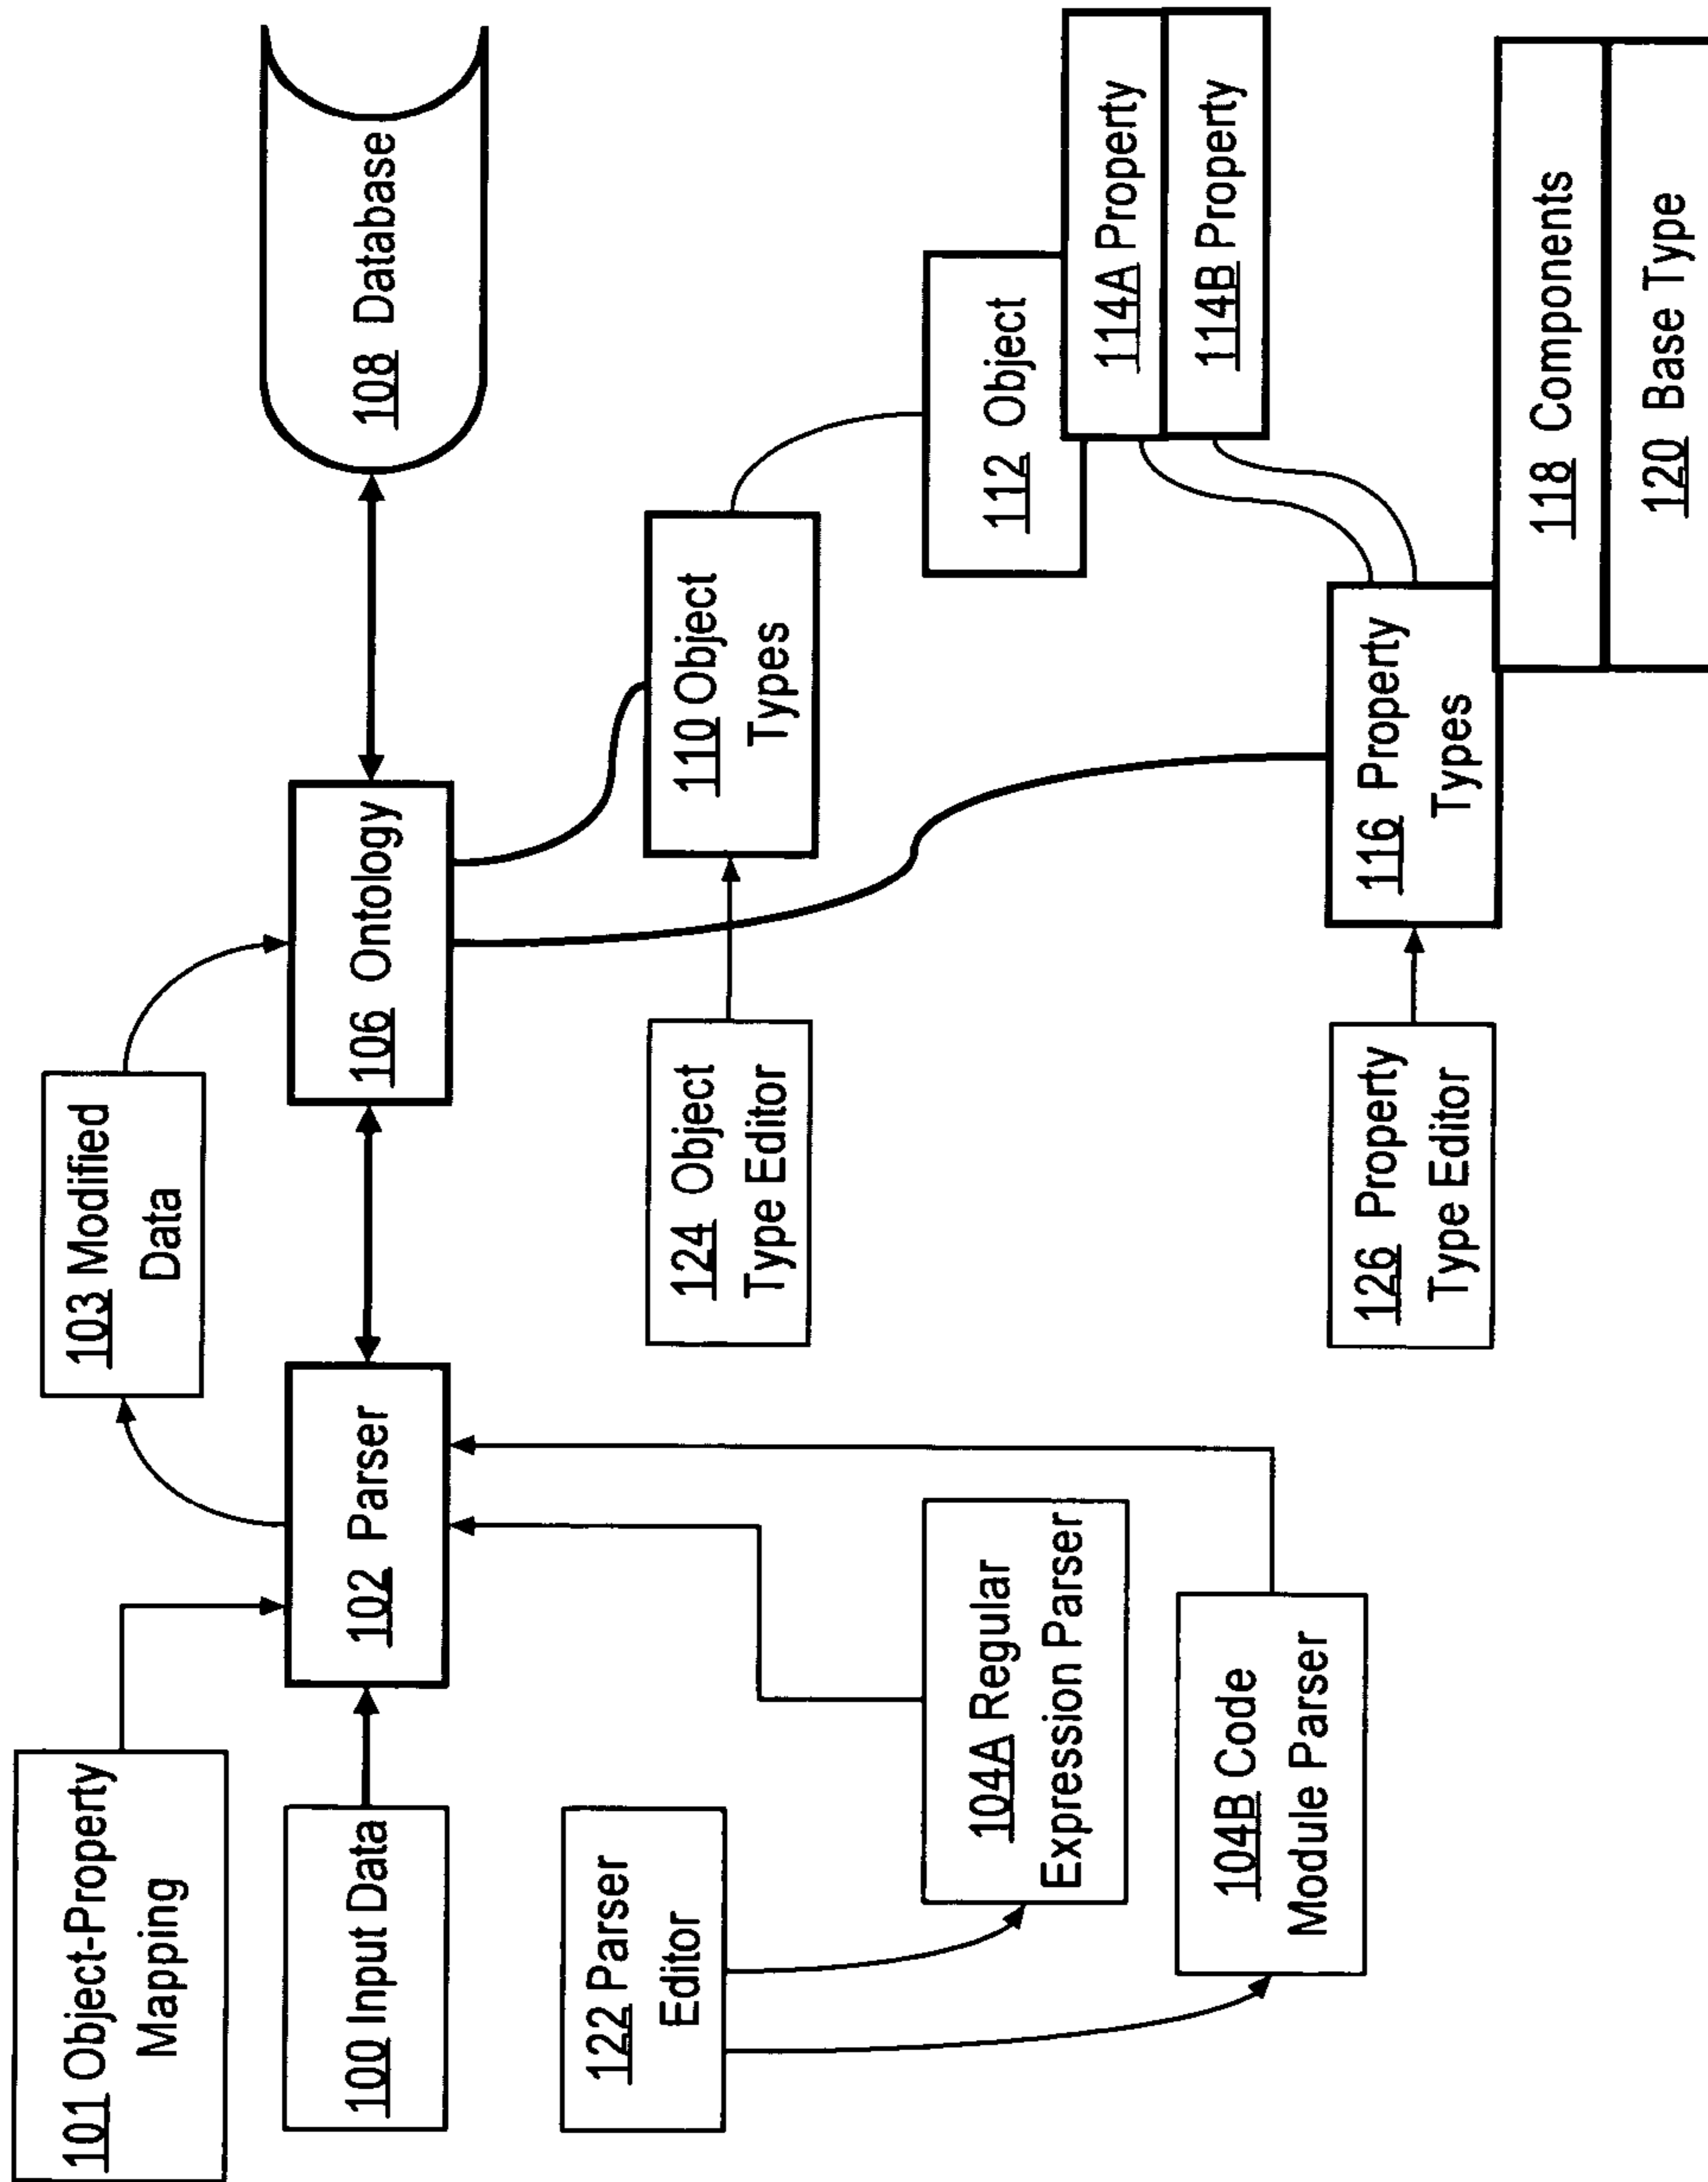 101 Object-Property
Mapping
103 Modified
Data
100 Input Data
102 Parser
106 Ontology
108 Database
122 Parser
Editor
124 Object
Type Editor
110 Object
Types
104A Regular
Expression Parser
112 Object
114A Property
114B Property
104B Code
Module Parser
126 Property
Type Editor
116 Property
Types
118 Components
120 Base Type